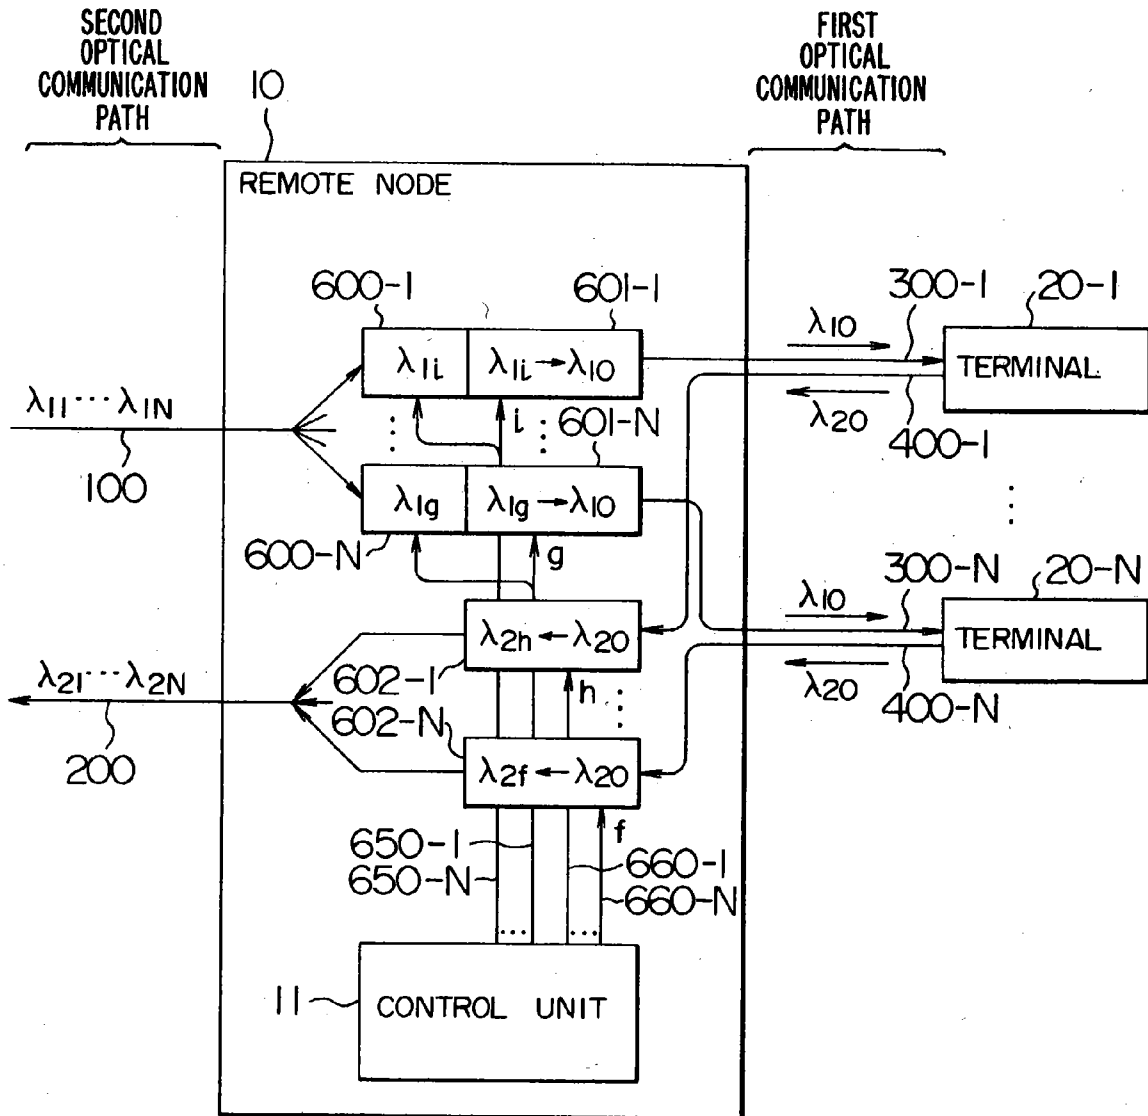 SECOND
OPTICAL
COMMUNICATION
PATH
FIRST
OPTICAL
COMMUNICATION
PATH
10
REMOTE NODE
600-1
601-1
300-1
20-1
λ10
λ1i
λ1i→λ10
TERMINAL
λ11···λ1N
i
601-N
λ20
400-1
100
λ1g
λ1g→λ10
600-N
g
300-N
20-N
λ10
λ2h←λ20
TERMINAL
λ21···λ2N
602-1
h
λ20
400-N
602-N
200
λ2f←λ20
f
650-1
660-1
650-N
660-N
11
CONTROL UNIT